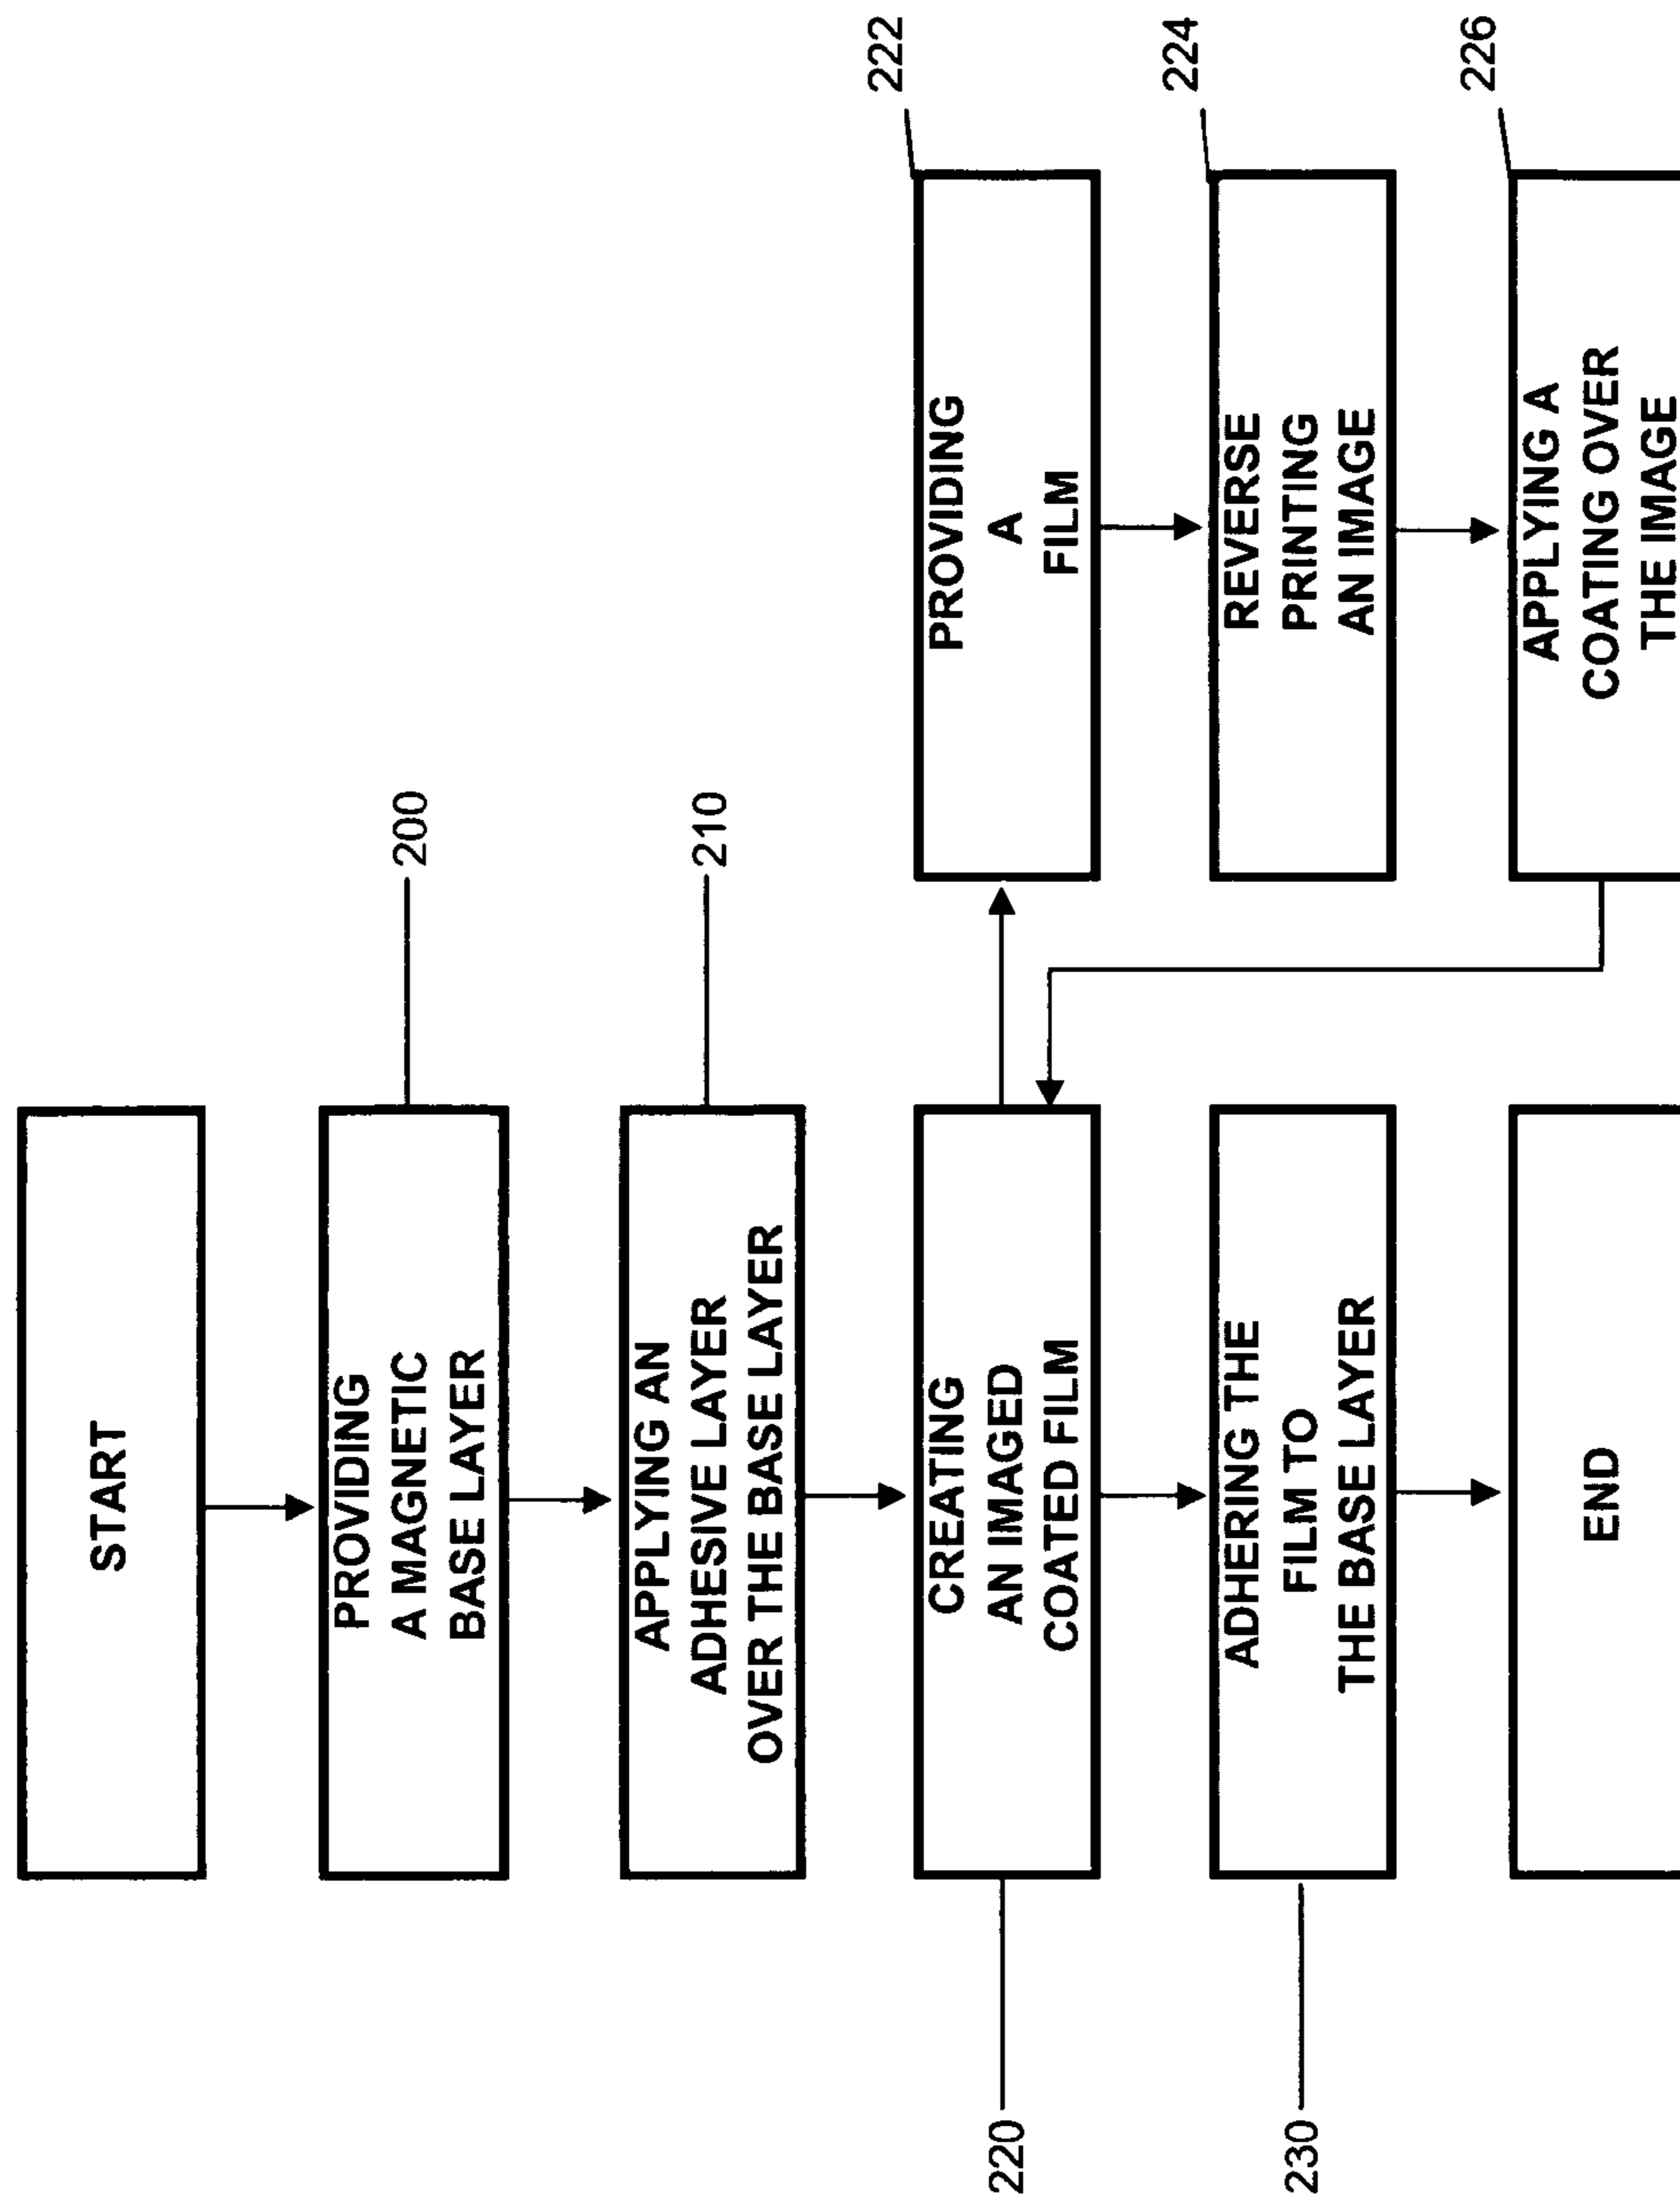 START
PROVIDING
A MAGNETIC
BASE LAYER
200
APPLYING AN
ADHESIVE LAYER
OVER THE BASE LAYER
210
CREATING
AN IMAGED
COATED FILM
220
PROVIDING
A
FILM
222
REVERSE
PRINTING
AN IMAGE
224
APPLYING A
COATING OVER
THE IMAGE
226
ADHERING THE
FILM TO
THE BASE LAYER
230
END